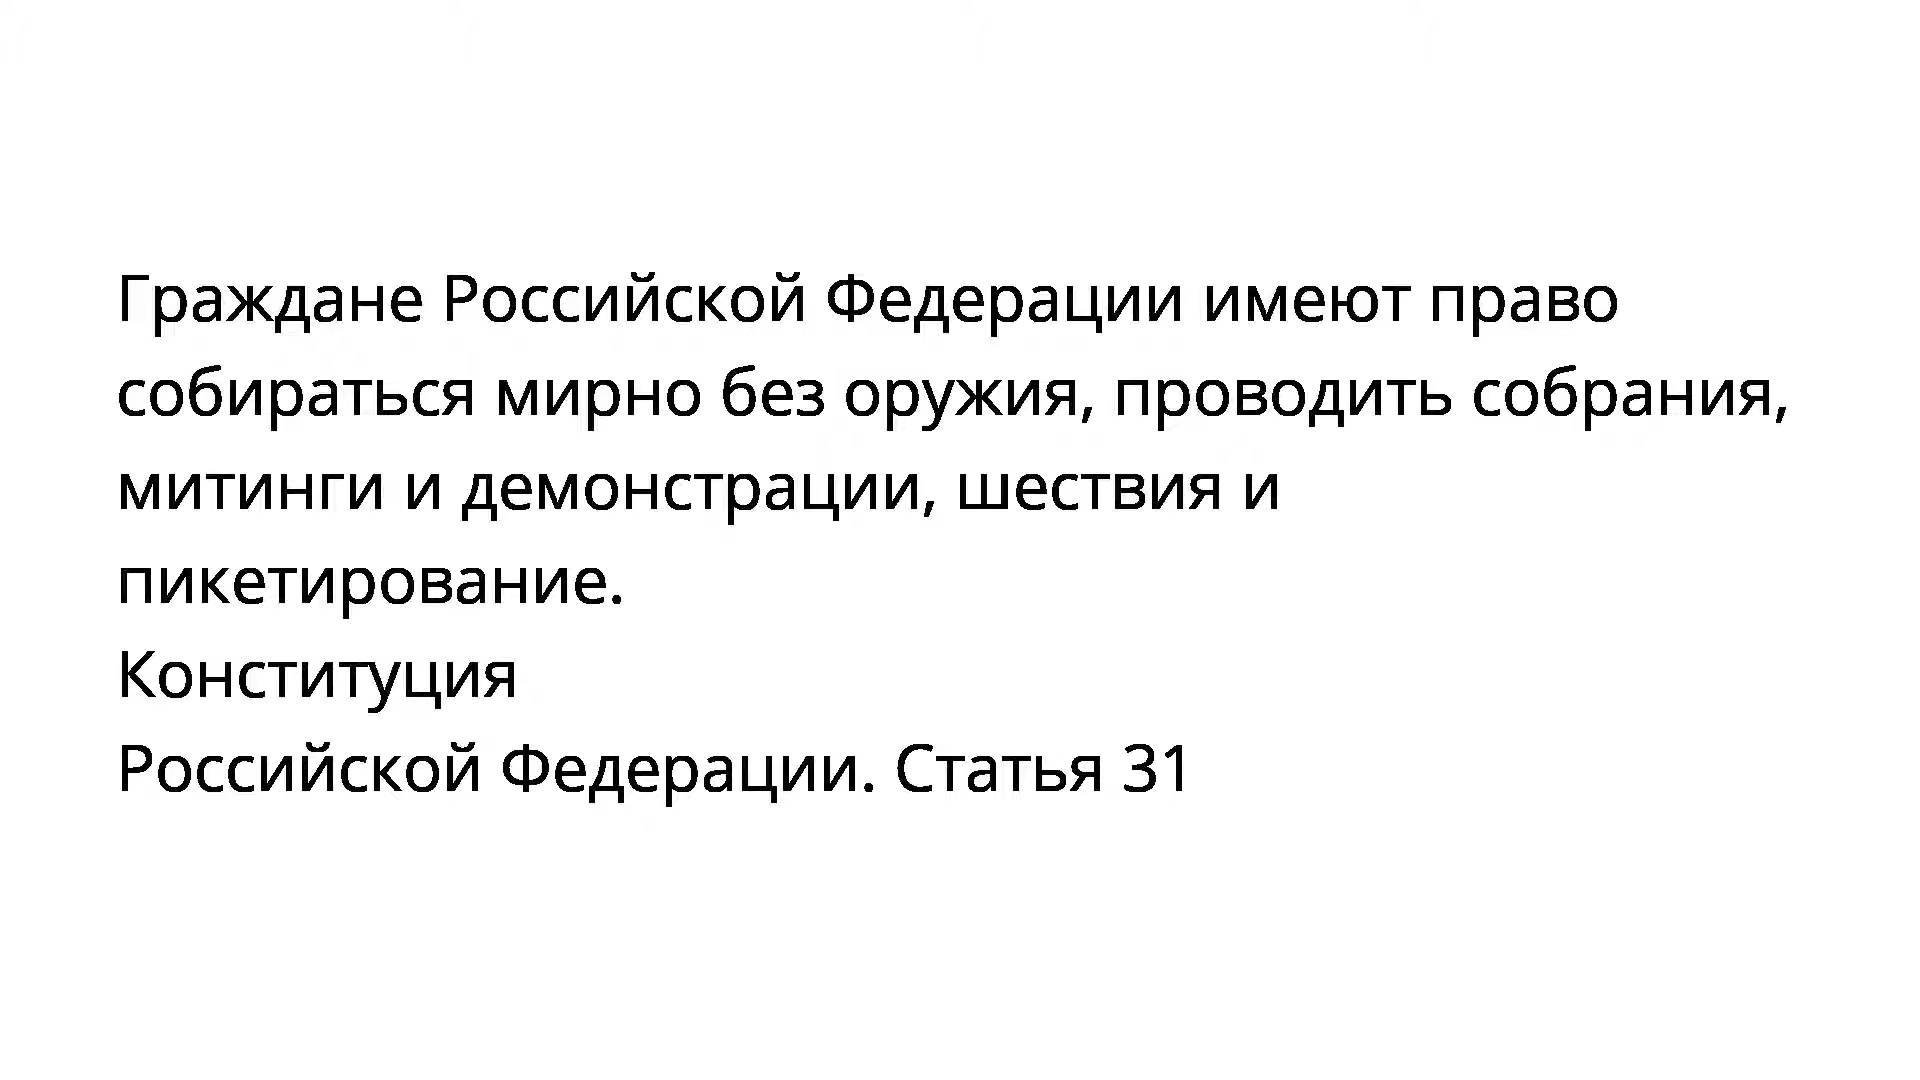 Граждане Российской Федерации имеют право
собираться мирно без оружия, проводить собрания,
митинги и демонстрации, шествия и
пикетирование.
Конституция
Российской Федерации. Статья 31